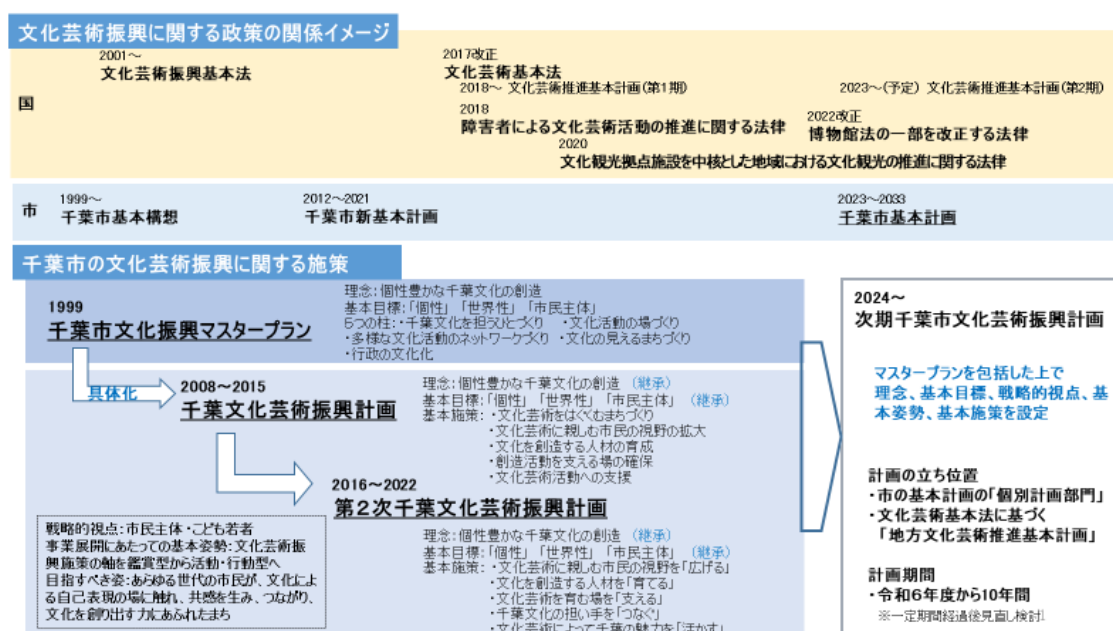 文化芸術振興に関する政策の関係イメージ
国
2001～
文化芸術振興基本法
2017改正
文化芸術基本法
2018～ 文化芸術推進基本計画(第1期)
2018
障害者による文化芸術活動の推進に関する法律
2020
文化観光拠点施設を中核とした地域における文化観光の推進に関する法律
2023～(予定) 文化芸術推進基本計画(第2期)
2022改正
博物館法の一部を改正する法律
市
1999～
千葉市基本構想
2012～2021
千葉市新基本計画
2023～2033
千葉市基本計画
千葉市の文化芸術振興に関する施策
1999
千葉市文化振興マスタープラン
理念：個性豊かな千葉文化の創造
基本目標：「個性」「世界性」「市民主体」
5つの柱：・千葉文化を担うひとづくり ・文化活動の場づくり
・多様な文化活動のネットワークづくり ・文化の見えるまちづくり
・行政の文化化
具体化
2008～2015
千葉文化芸術振興計画
理念：個性豊かな千葉文化の創造 （継承）
基本目標：「個性」「世界性」「市民主体」 （継承）
基本施策：・文化芸術をはぐくむまちづくり
・文化芸術に親しむ市民の視野の拡大
・文化を創造する人材の育成
・創造活動を支える場の確保
・文化芸術活動への支援
2016～2022
第2次千葉文化芸術振興計画
理念：個性豊かな千葉文化の創造 （継承）
基本目標：「個性」「世界性」「市民主体」 （継承）
基本施策：・文化芸術に親しむ市民の視野を「広げる」
・文化を創造する人材を「育てる」
・文化芸術を育む場を「支える」
・千葉文化の担い手を「つなぐ」
・文化芸術によって千葉の魅力を「活かす」
戦略的視点：市民主体・こども若者
事業展開にあたっての基本姿勢：文化芸術振
興施策の軸を鑑賞型から活動・行動型へ
目指すべき姿：あらゆる世代の市民が、文化によ
る自己表現の場に触れ、共感を生み、つながり、
文化を創り出す力にあふれたまち
2024～
次期千葉市文化芸術振興計画
マスタープランを包括した上で
理念、基本目標、戦略的視点、基
本姿勢、基本施策を設定
計画の立ち位置
・市の基本計画の「個別計画部門」
・文化芸術基本法に基づく
「地方文化芸術推進基本計画」
計画期間
・令和6年度から10年間
※一定期間経過後見直し検討